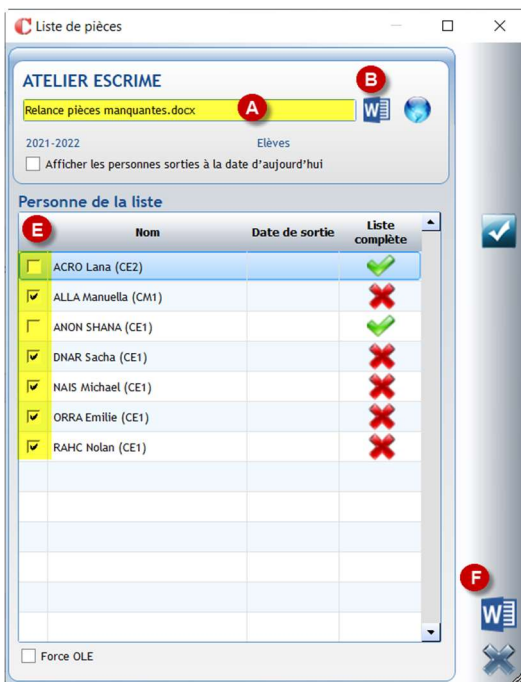 C Liste de pièces
ATELIER ESCRIME
B
Relance pièces manquantes.docx A W
2021-2022 Elèves
Afficher les personnes sorties à la date d'aujourd'hui
Personne de la liste
E Nom Date de sortie Liste complète
ACRO Lana (CE2)
ALLA Manuella (CM1)
ANON SHANA (CE1)
DNAR Sacha (CE1)
NAIS Michael (CE1)
ORRA Emilie (CE1)
RAHC Nolan (CE1)
F
W
Force OLE